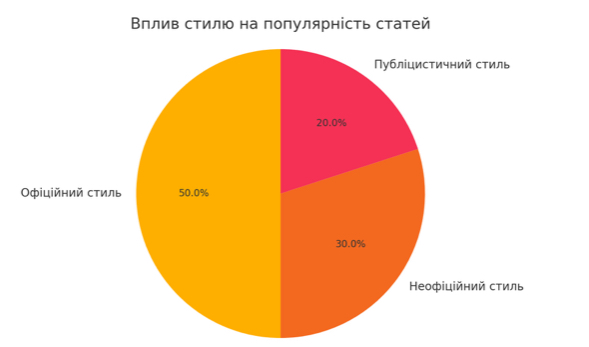 Вплив стилю на популярність статей
Публіцистичний стиль
20.0%
Офіційний стиль
50.0%
30.0%
Неофіційний стиль